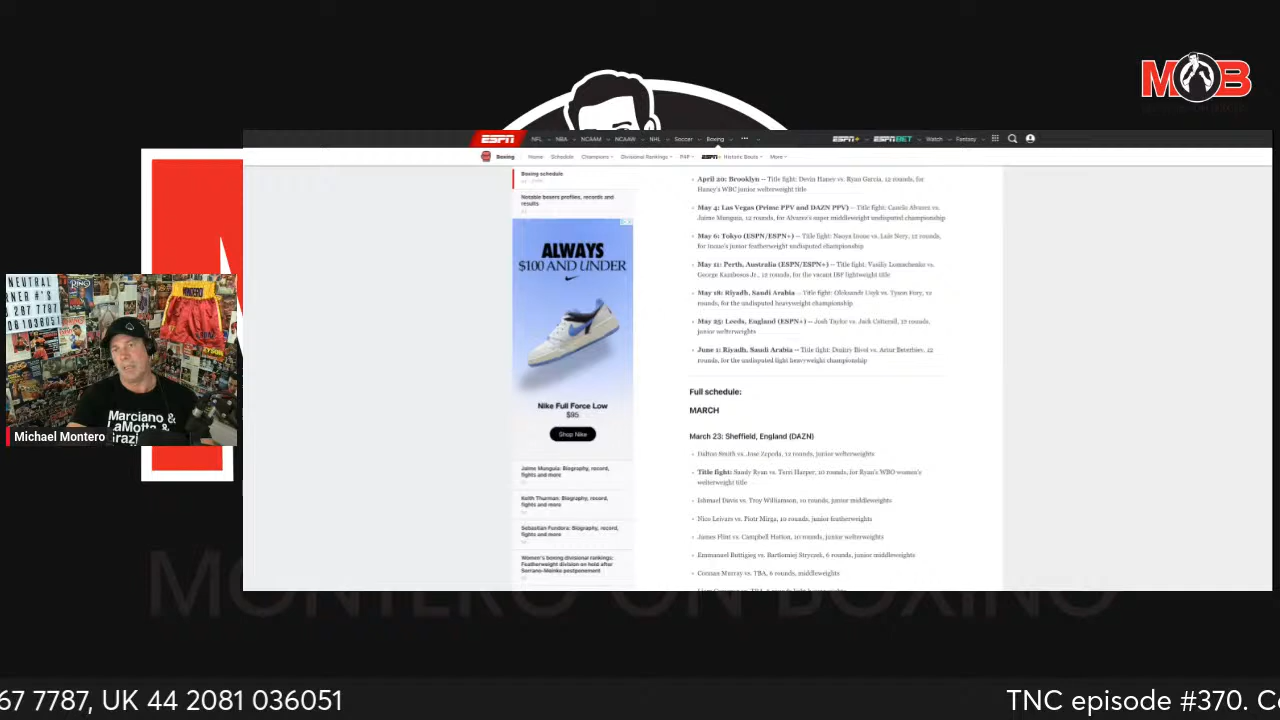 MB
ESPN NFL NBA NCAAM NCAAW NHL Soccer Boxing ... ESPN+ ESPN BET Watch Fantasy
Boxing Home Schedule Champions Divisional Rankings P4P ESPN+ Historic Bouts More
Boxing schedule
Notable boxers profiles, records and
results
ALWAYS
$100 AND UNDER
Nike Full Force Low
$95
Shop Nike
Jaime Munguia: Biography, record,
fights and more
Keith Thurman: Biography, record,
fights and more
Sebastian Fundora: Biography, record,
fights and more
Women's boxing divisional rankings:
Featherweight division on hold after
Serrano-Meinke postponement
April 20: Brooklyn -- Title fight: Devin Haney vs. Ryan Garcia, 12 rounds, for
Haney's WBC junior welterweight title
May 4: Las Vegas (Prime PPV and DAZN PPV) -- Title fight: Canelo Alvarez vs.
Jaime Munguia, 12 rounds, for Alvarez's super middleweight undisputed championship
May 6: Tokyo (ESPN/ESPN+) -- Title fight: Naoya Inoue vs. Luis Nery, 12 rounds,
for Inoue's junior featherweight undisputed championship
May 11: Perth, Australia (ESPN/ESPN+) -- Title fight: Vasiliy Lomachenko vs.
George Kambosos Jr., 12 rounds, for the vacant IBF lightweight title
May 18: Riyadh, Saudi Arabia -- Title fight: Oleksandr Usyk vs. Tyson Fury, 12
rounds, for the undisputed heavyweight championship
May 25: Leeds, England (ESPN+) -- Josh Taylor vs. Jack Catterall, 12 rounds,
junior welterweights
June 1: Riyadh, Saudi Arabia -- Title fight: Dmitry Bivol vs. Artur Beterbiev, 12
rounds, for the undisputed light heavyweight championship
Full schedule:
MARCH
March 23: Sheffield, England (DAZN)
Dalton Smith vs. Jose Zepeda, 12 rounds, junior welterweights
Title fight: Sandy Ryan vs. Terri Harper, 10 rounds, for Ryan's WBO women's
welterweight title
Ishmael Davis vs. Troy Williamson, 10 rounds, junior middleweights
Nico Leivars vs. Piotr Mirga, 10 rounds, junior featherweights
James Flint vs. Campbell Hatton, 10 rounds, junior welterweights
Emmanuel Buttigieg vs. Bartlomiej Stryczek, 6 rounds, junior middleweights
Conman Murray vs. TBA, 6 rounds, middleweights
RING
Marciano &
LaMotta &
Grazi
Michael Montero
MONTERO ON BOXING
67 7787, UK 44 2081 036051
TNC episode #370. Co